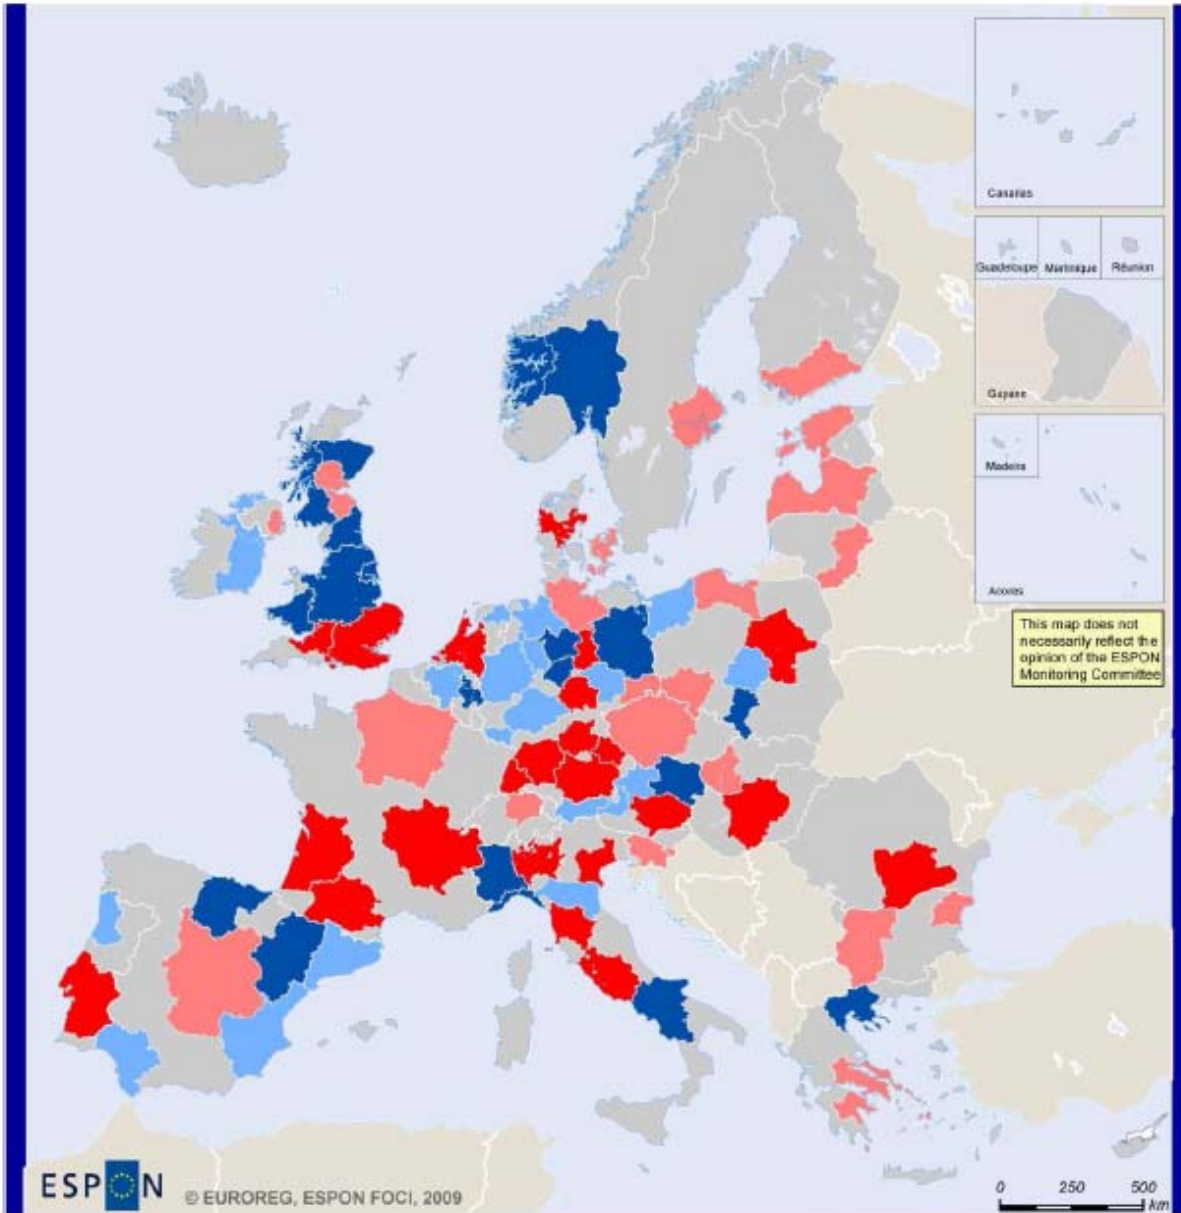 Canarias
Guadeloupe
Martinique
Réunion
Guyane
Madeira
Acores
This map does not
necessarily reflect the
opinion of the ESPON
Monitoring Committee
ESPON
© EUROREG, ESPON FOCI, 2009
0 250 500
km